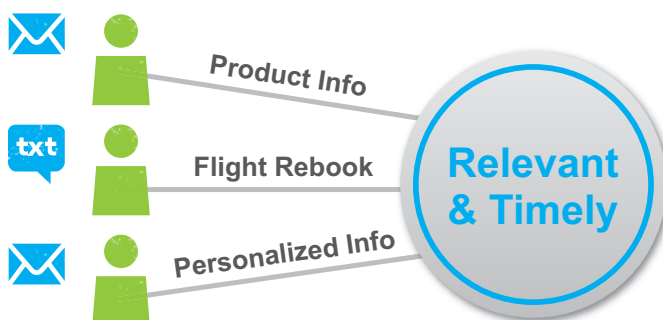 Product Info
txt
Flight Rebook
Relevant
& Timely
Personalized Info